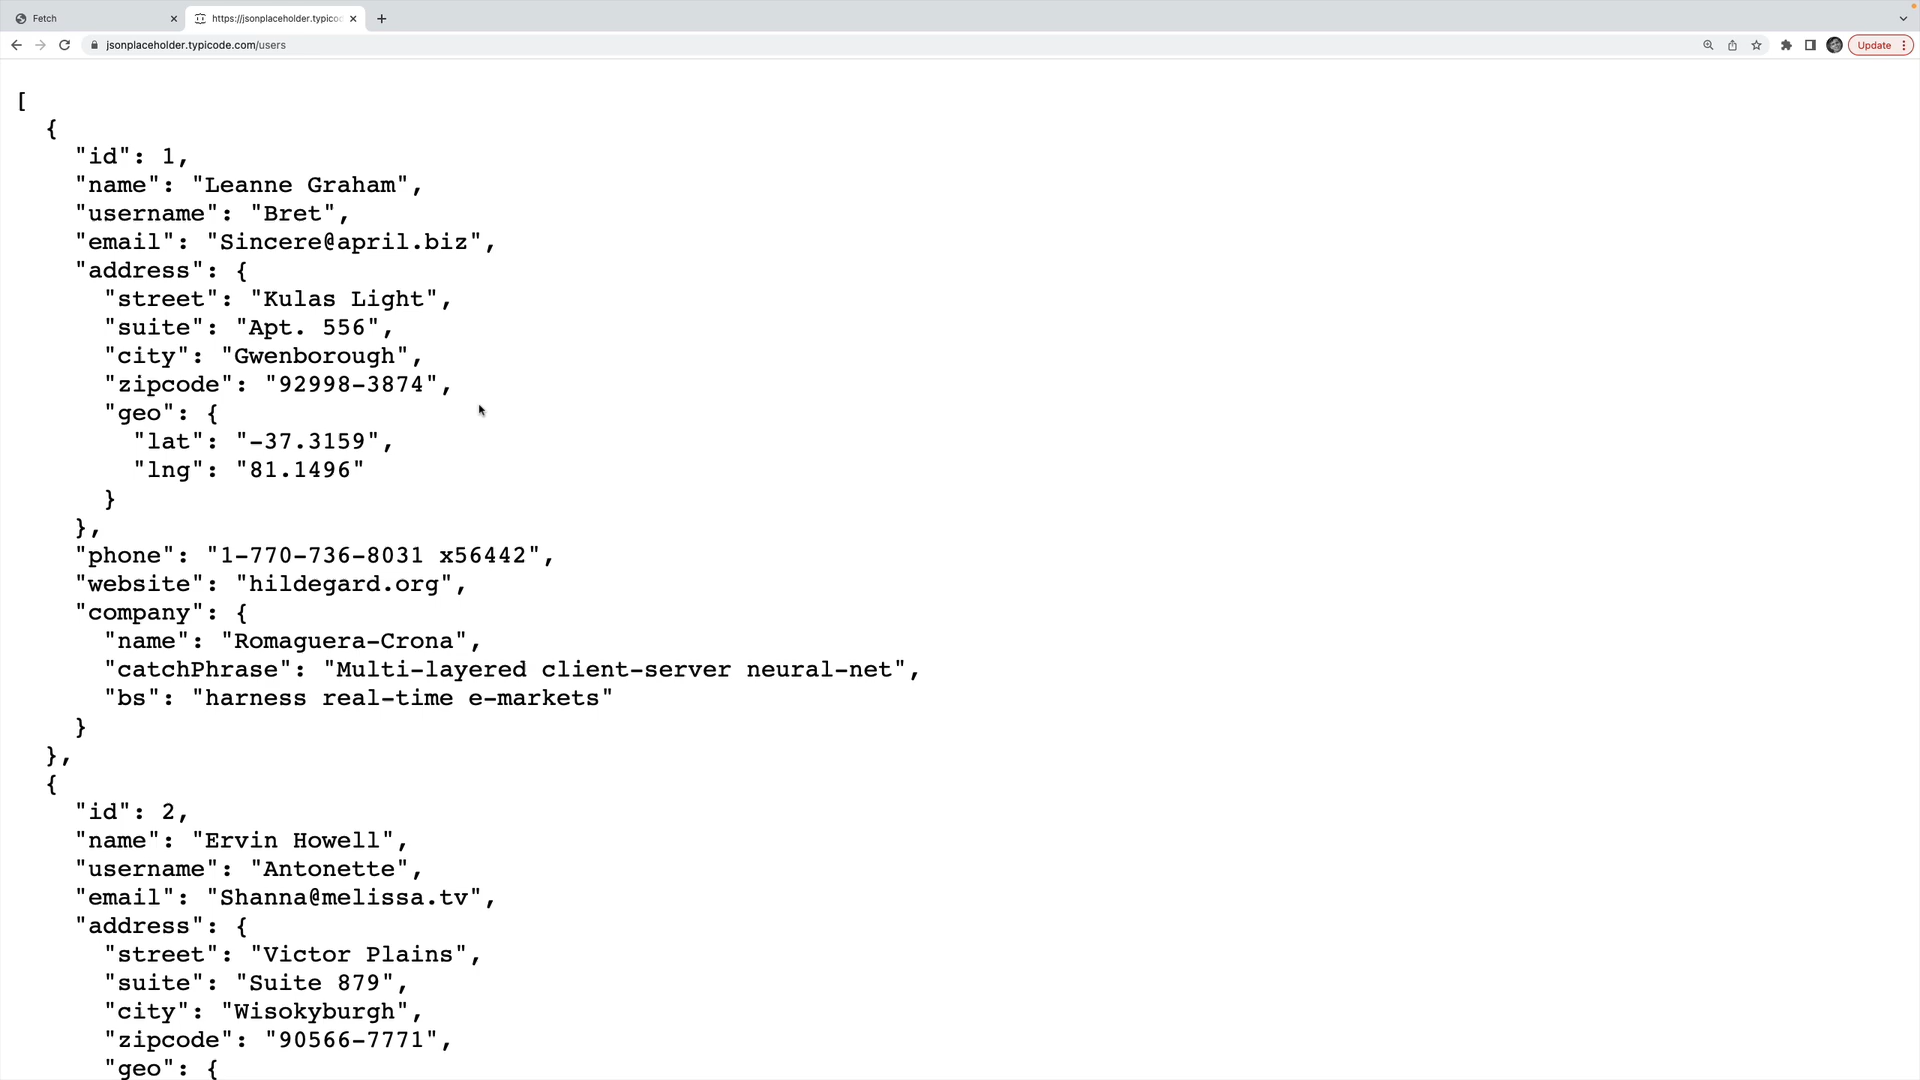 Fetch
https://jsonplaceholder.typico
jsonplaceholder.typicode.com/users
Update
[
  {
    "id": 1,
    "name": "Leanne Graham",
    "username": "Bret",
    "email": "Sincere@april.biz",
    "address": {
      "street": "Kulas Light",
      "suite": "Apt. 556",
      "city": "Gwenborough",
      "zipcode": "92998-3874",
      "geo": {
        "lat": "-37.3159",
        "lng": "81.1496"
      }
    },
    "phone": "1-770-736-8031 x56442",
    "website": "hildegard.org",
    "company": {
      "name": "Romaguera-Crona",
      "catchPhrase": "Multi-layered client-server neural-net",
      "bs": "harness real-time e-markets"
    }
  },
  {
    "id": 2,
    "name": "Ervin Howell",
    "username": "Antonette",
    "email": "Shanna@melissa.tv",
    "address": {
      "street": "Victor Plains",
      "suite": "Suite 879",
      "city": "Wisokyburgh",
      "zipcode": "90566-7771",
      "geo": {